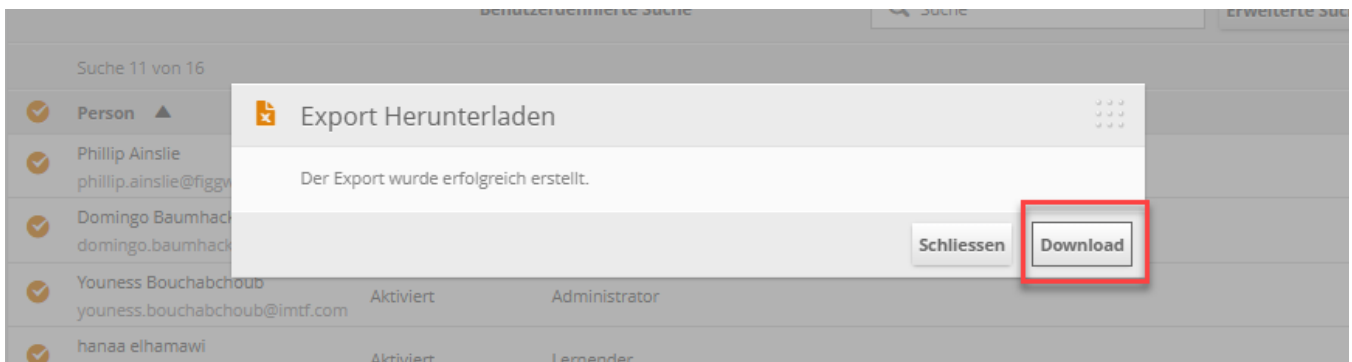 Benutzerdefinierte Suche
Suche
Erweiterte Suc
Suche 11 von 16
Person
Export Herunterladen
Phillip Ainslie
phillip.ainslie@figgw
Der Export wurde erfolgreich erstellt.
Domingo Baumhack
domingo.baumhack
Schliessen
Download
Youness Bouchabchoub
youness.bouchabchoub@imtf.com
Aktiviert
Administrator
hanaa elhamawi
Aktiviert
Lernender